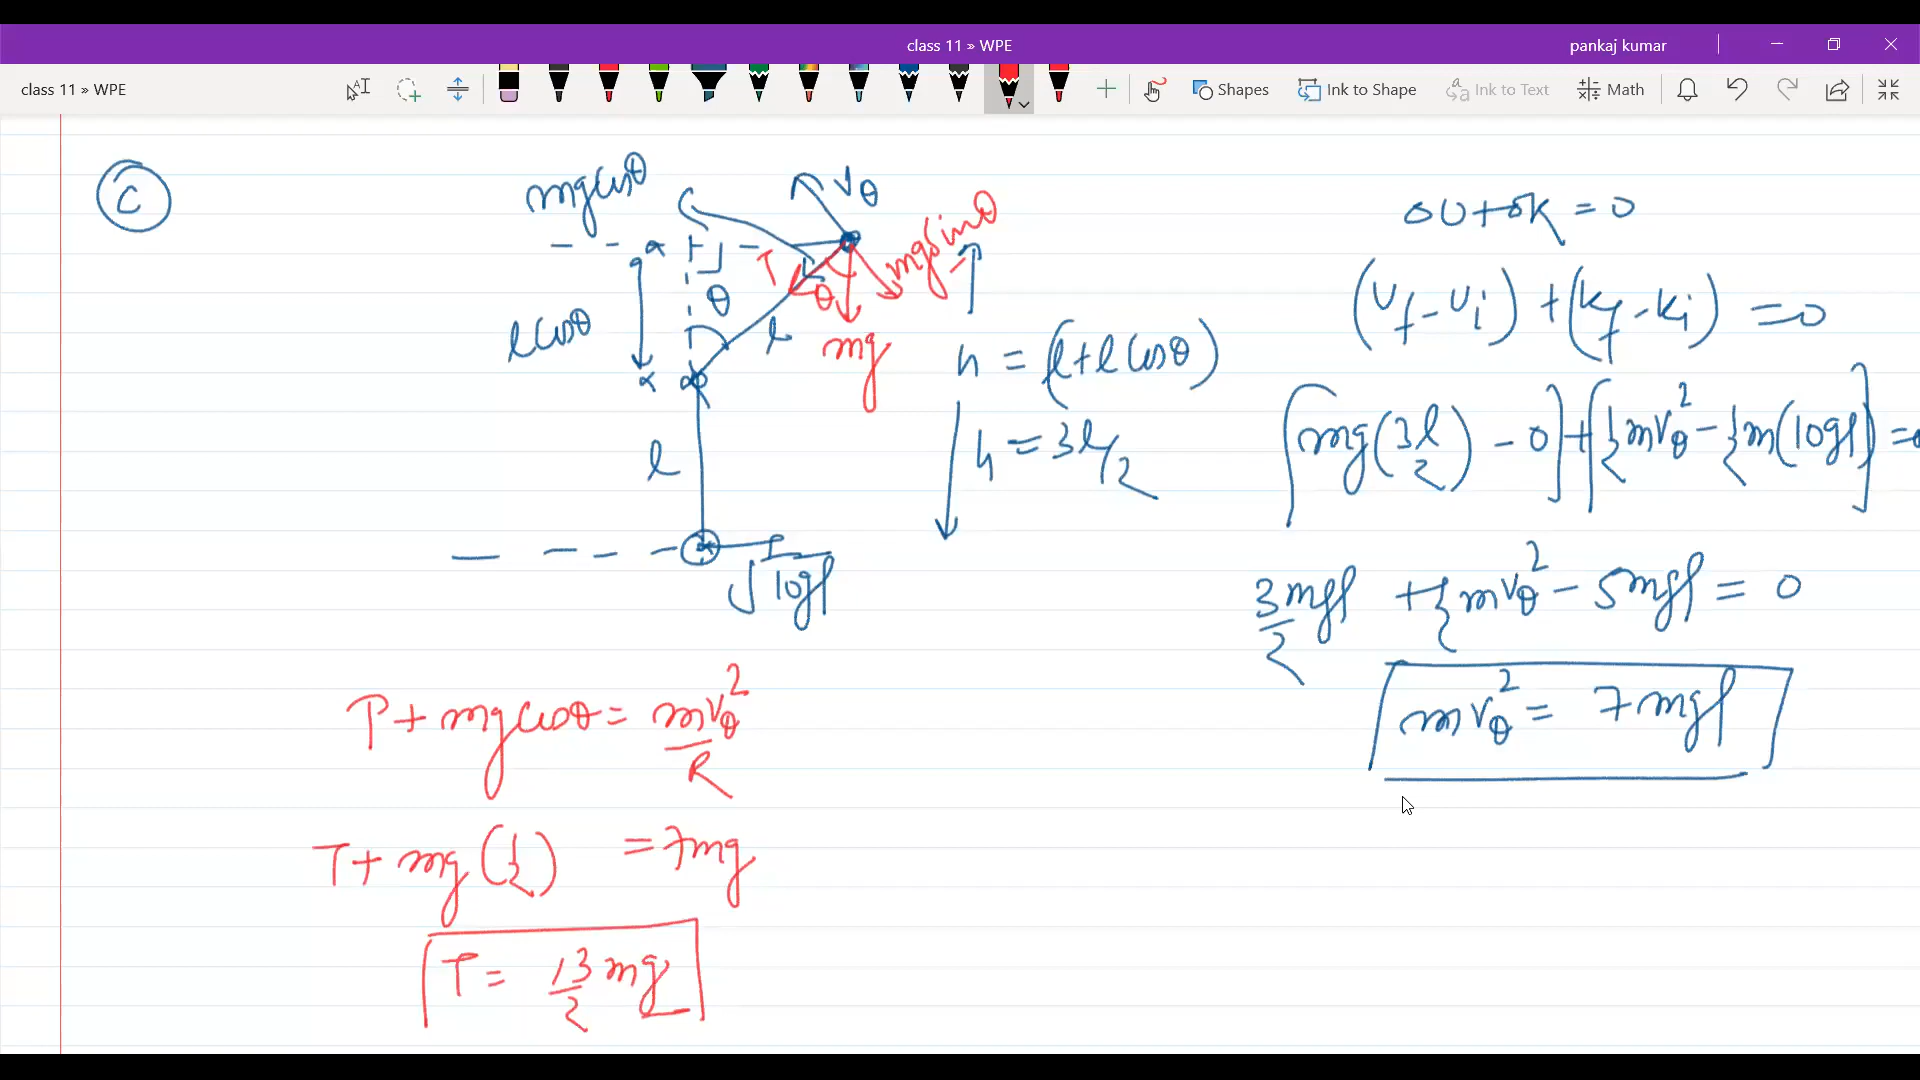 class 11 » WPE
pankaj kumar
class 11 » WPE
Shapes
Ink to Shape
Ink to Text
Math
C
mg cosθ
vθ
mg sinθ
T
θ
θ
l cosθ
l
mg
l
√10gl
h = (l + l cosθ)
h = 3l/2
ΔU + ΔK = 0
(Uf - Ui) + (Kf - Ki) = 0
[mg(3l/2) - 0] + [½mvθ² - ½m(10gl)] = 0
3/2 mgl + ½mvθ² - 5mgl = 0
mvθ² = 7mgl
T + mg cosθ = mvθ²/R
T + mg(½) = 7mg
T = 13/2 mg